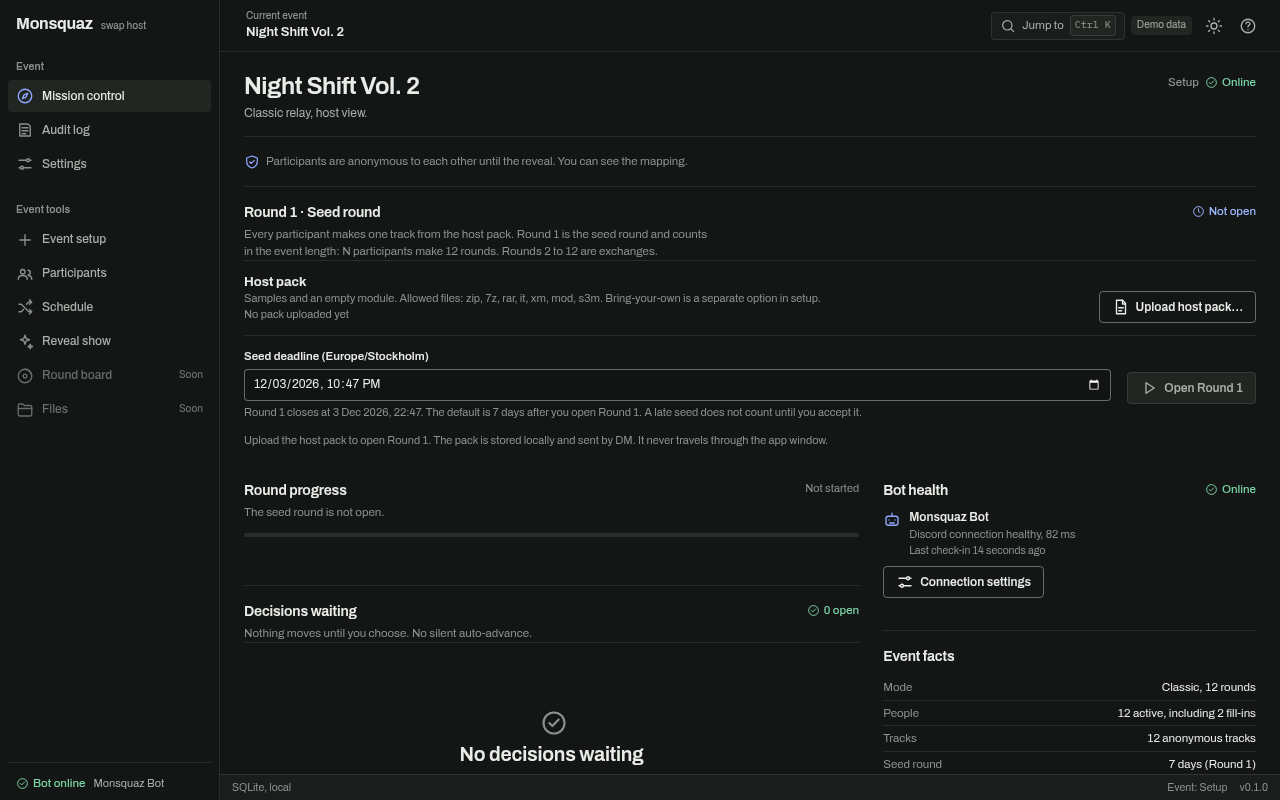 Monsquaz swap host
Event
Mission control
Audit log
Settings
Event tools
Event setup
Participants
Schedule
Reveal show
Round board Soon
Files Soon
Bot online Monsquaz Bot
Current event
Night Shift Vol. 2
Jump to Ctrl K
Demo data
Night Shift Vol. 2
Setup Online
Classic relay, host view.
Participants are anonymous to each other until the reveal. You can see the mapping.
Round 1 · Seed round
Not open
Every participant makes one track from the host pack. Round 1 is the seed round and counts
in the event length: N participants make 12 rounds. Rounds 2 to 12 are exchanges.
Host pack
Samples and an empty module. Allowed files: zip, 7z, rar, it, xm, mod, s3m. Bring-your-own is a separate option in setup.
No pack uploaded yet
Upload host pack...
Seed deadline (Europe/Stockholm)
12/03/2026, 10:47 PM
Open Round 1
Round 1 closes at 3 Dec 2026, 22:47. The default is 7 days after you open Round 1. A late seed does not count until you accept it.
Upload the host pack to open Round 1. The pack is stored locally and sent by DM. It never travels through the app window.
Round progress
Not started
The seed round is not open.
Decisions waiting
0 open
Nothing moves until you choose. No silent auto-advance.
No decisions waiting
Bot health
Online
Monsquaz Bot
Discord connection healthy, 82 ms
Last check-in 14 seconds ago
Connection settings
Event facts
Mode Classic, 12 rounds
People 12 active, including 2 fill-ins
Tracks 12 anonymous tracks
Seed round 7 days (Round 1)
SQLite, local
Event: Setup v0.1.0